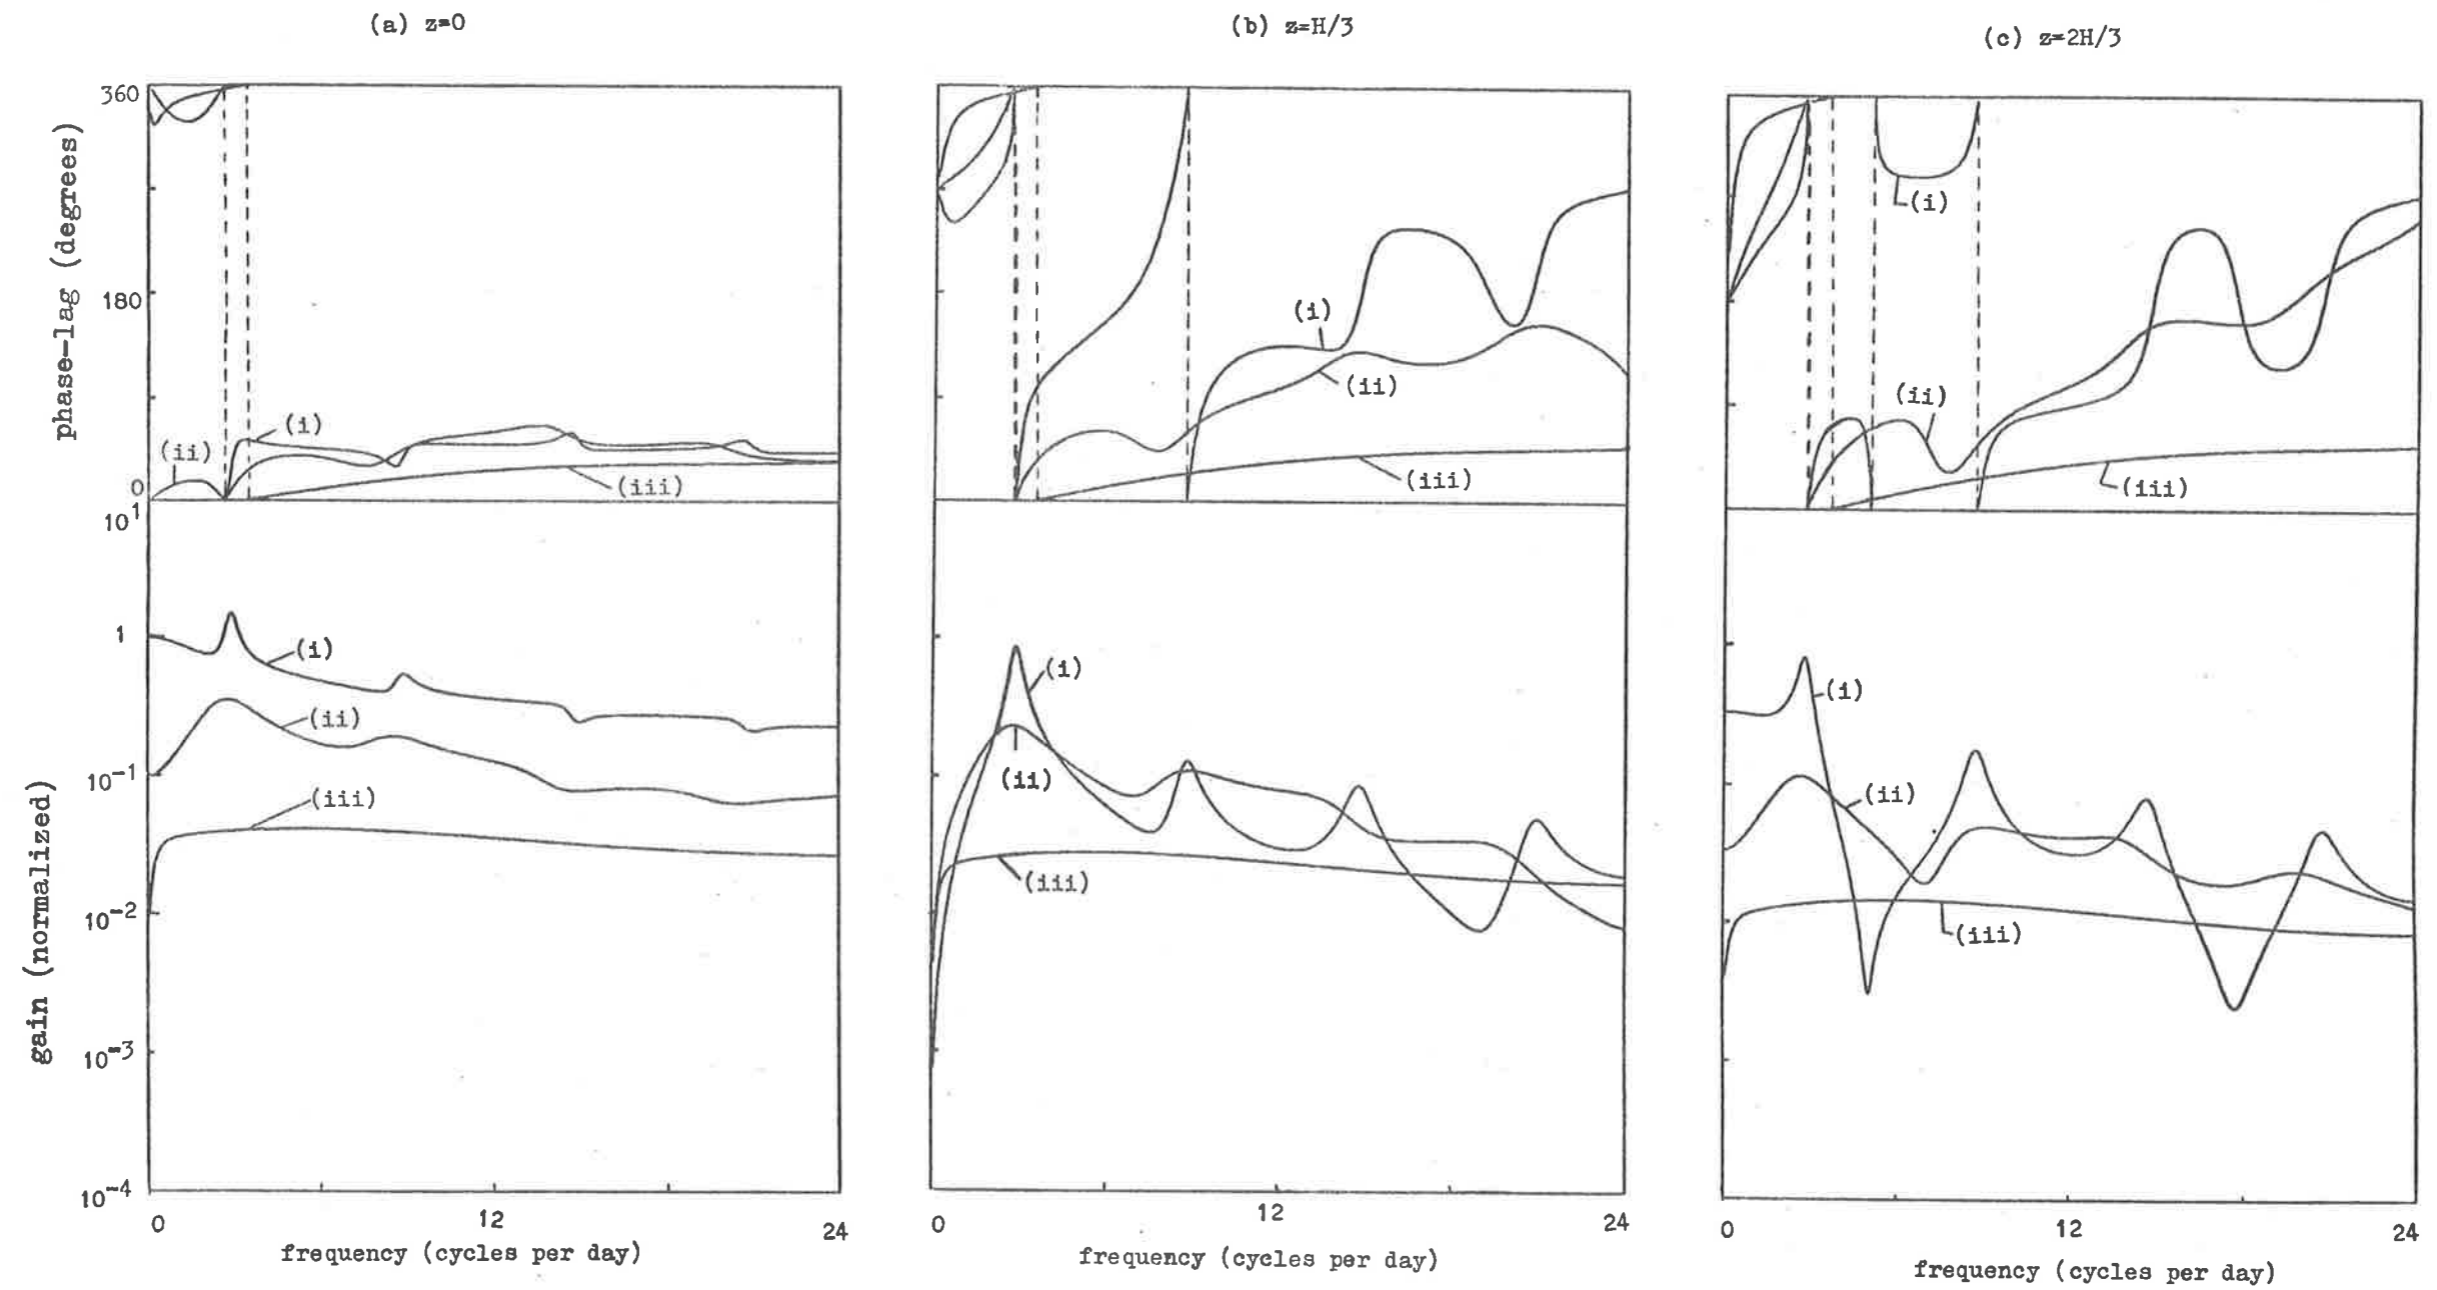 (a) z=0
(b) z=H/3
(c) z=2H/3
phase-lag (degrees)
360
180
0
(i)
(ii)
(iii)
(i)
(ii)
(iii)
(i)
(ii)
(iii)
gain (normalized)
10¹
1
10⁻¹
10⁻²
10⁻³
10⁻⁴
(i)
(ii)
(iii)
(i)
(ii)
(iii)
(i)
(ii)
(iii)
0 12 24
0 12 24
0 12 24
frequency (cycles per day)
frequency (cycles per day)
frequency (cycles per day)